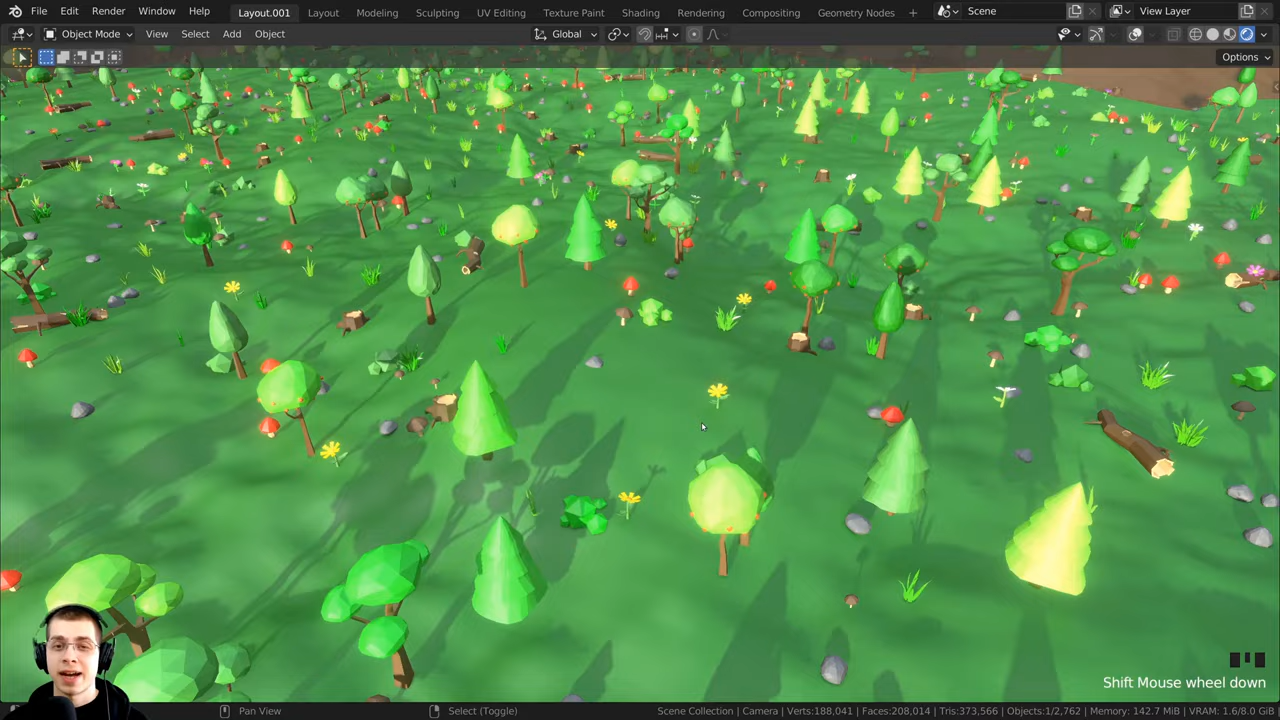 File Edit Render Window Help Layout.001 Layout Modeling Sculpting UV Editing Texture Paint Shading Rendering Compositing Geometry Nodes + Scene View Layer
Object Mode View Select Add Object Global
Options
Shift Mouse wheel down
Pan View Select (Toggle) Scene Collection | Camera | Verts:188,041 | Faces:208,014 | Tris:373,566 | Objects:1/2,762 | Memory: 142.7 MiB | VRAM: 1.6/8.0 GiB